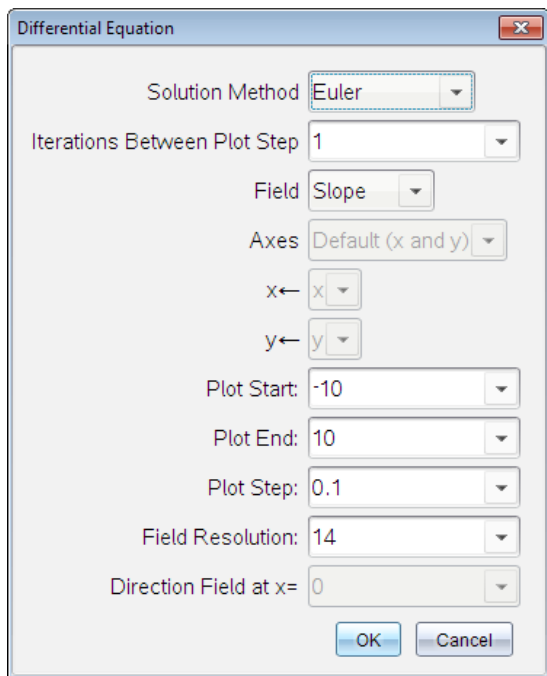 Differential Equation
Solution Method Euler
Iterations Between Plot Step 1
Field Slope
Axes Default (x and y)
x← x
y← y
Plot Start: -10
Plot End: 10
Plot Step: 0.1
Field Resolution: 14
Direction Field at x= 0
OK Cancel